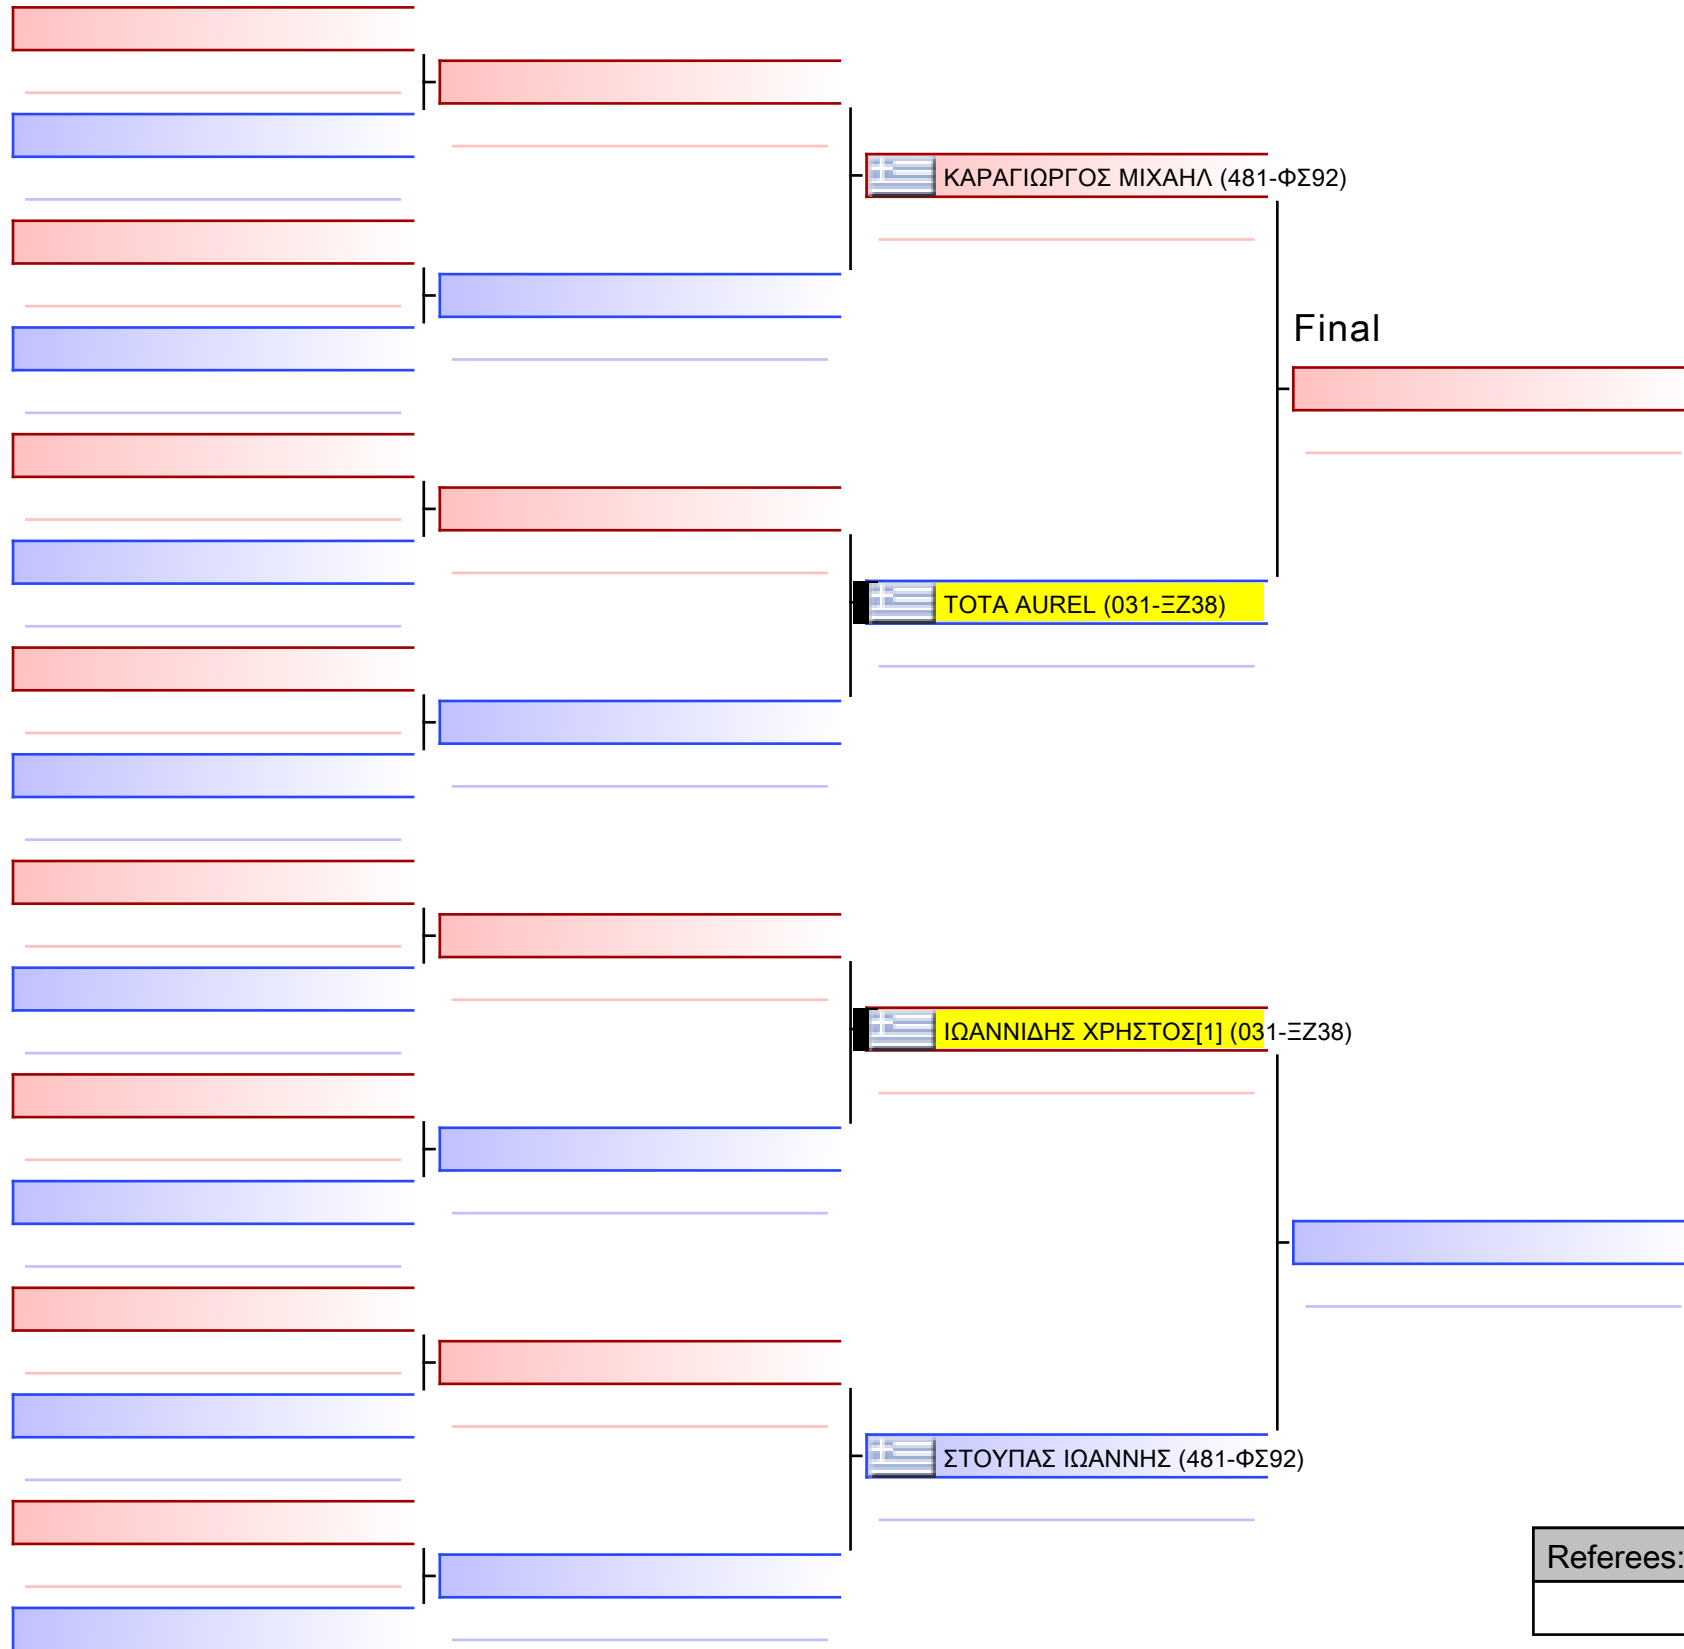 ΚΑΡΑΓΙΩΡΓΟΣ ΜΙΧΑΗΛ (481-ΦΣ92)
Final
TOTA AUREL (031-ΞΖ38)
ΙΩΑΝΝΙΔΗΣ ΧΡΗΣΤΟΣ[1] (031-ΞΖ38)
ΣΤΟΥΠΑΣ ΙΩΑΝΝΗΣ (481-ΦΣ92)
Referees: